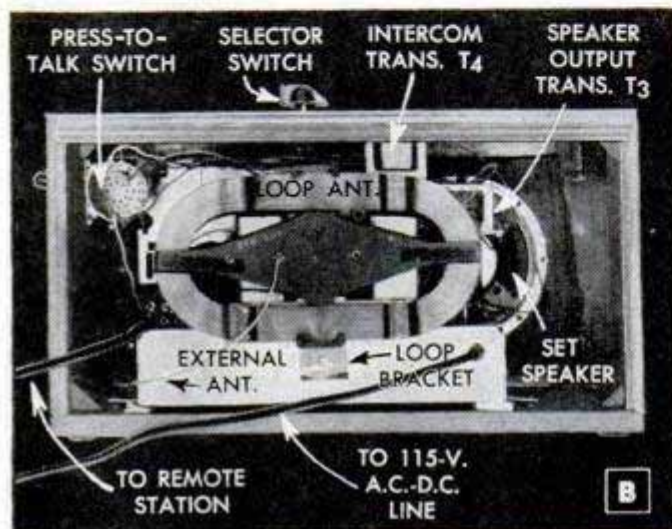 PRESS-TO-
TALK SWITCH
SELECTOR
SWITCH
INTERCOM
TRANS. T4
SPEAKER
OUTPUT
TRANS. T3
LOOP ANT.
EXTERNAL
ANT.
LOOP
BRACKET
SET
SPEAKER
TO REMOTE
STATION
TO 115-V.
A.C.-D.C.
LINE
B